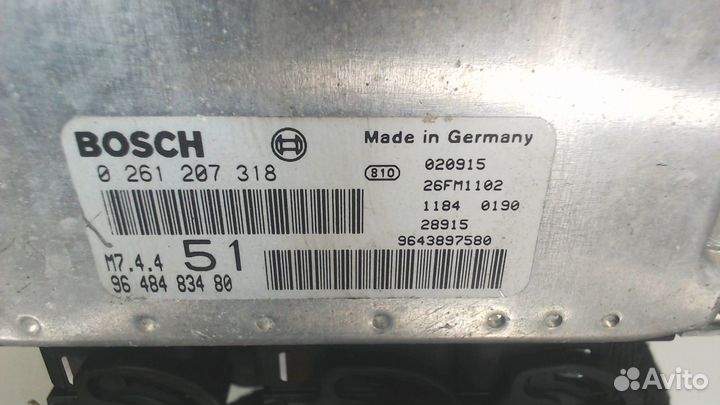 BOSCH
0 261 207 318
M7.4.4 51
96 484 834 80
Made in Germany
810 020915
26FM1102
1184 0190
28915
9643897580
Avito